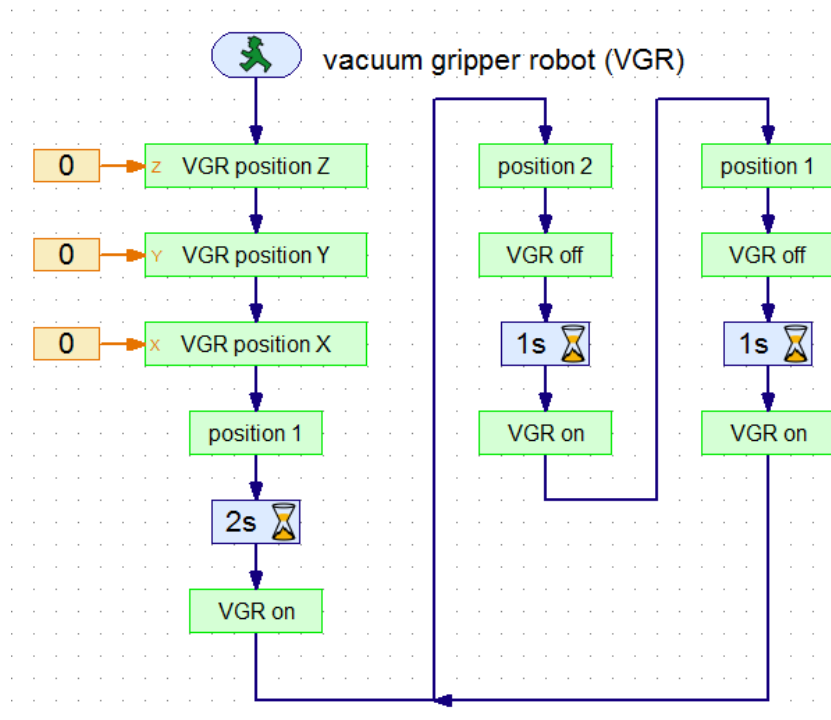 vacuum gripper robot (VGR)
0
Z VGR position Z
0
Y VGR position Y
0
X VGR position X
position 1
2s
VGR on
position 2
VGR off
1s
VGR on
position 1
VGR off
1s
VGR on